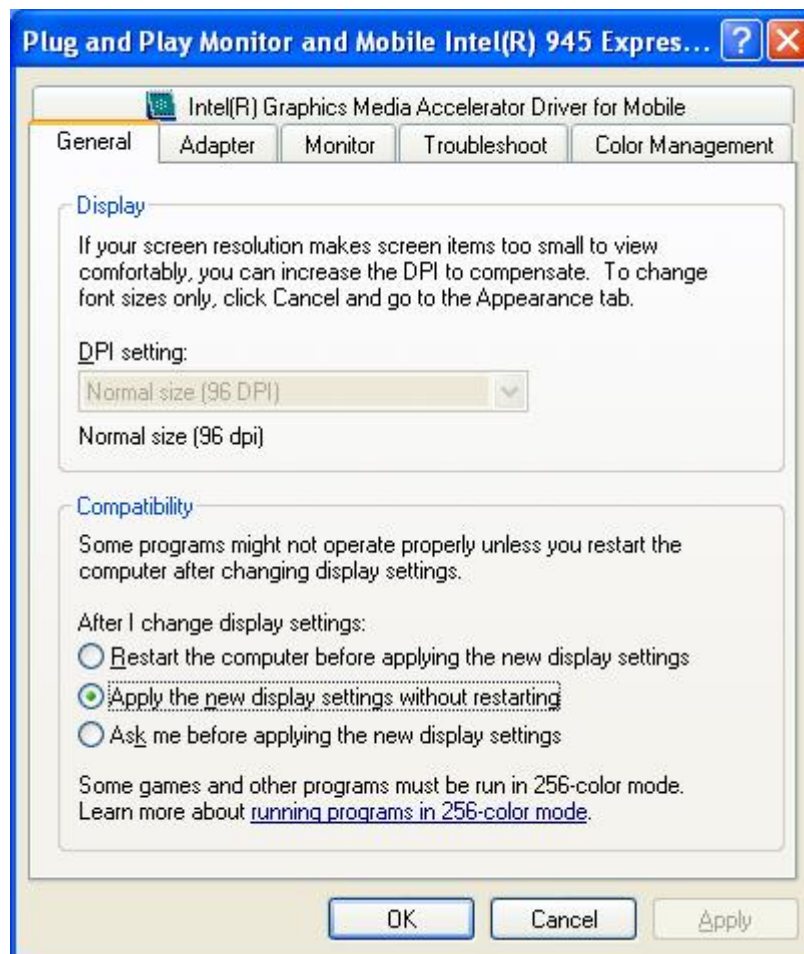 Plug and Play Monitor and Mobile Intel(R) 945 Expres...
Intel(R) Graphics Media Accelerator Driver for Mobile
General Adapter Monitor Troubleshoot Color Management
Display
If your screen resolution makes screen items too small to view
comfortably, you can increase the DPI to compensate. To change
font sizes only, click Cancel and go to the Appearance tab.
DPI setting:
Normal size (96 DPI)
Normal size (96 dpi)
Compatibility
Some programs might not operate properly unless you restart the
computer after changing display settings.
After I change display settings:
Restart the computer before applying the new display settings
Apply the new display settings without restarting
Ask me before applying the new display settings
Some games and other programs must be run in 256-color mode.
Learn more about running programs in 256-color mode.
OK Cancel Apply